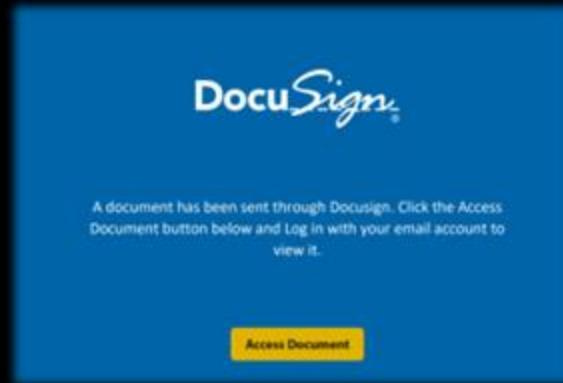 DocuSign®
A document has been sent through Docusign. Click the Access
Document button below and Log in with your email account to
view it.
Access Document